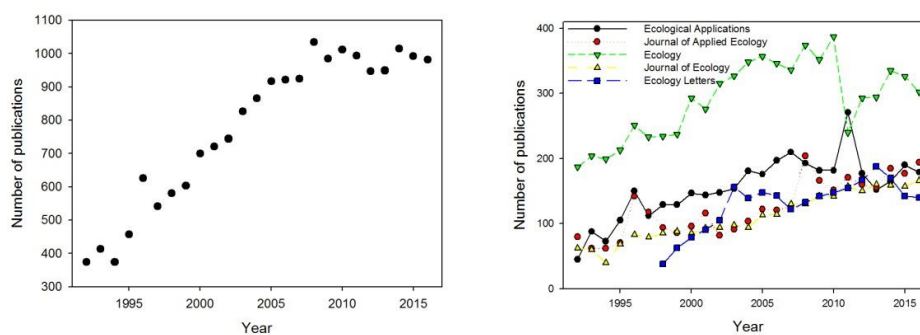 1100
1000
900
800
700
600
500
400
300
Number of publications
1995
2000
2005
2010
2015
Year
400
300
200
100
0
Number of publications
Ecological Applications
Journal of Applied Ecology
Ecology
Journal of Ecology
Ecology Letters
1995
2000
2005
2010
2015
Year